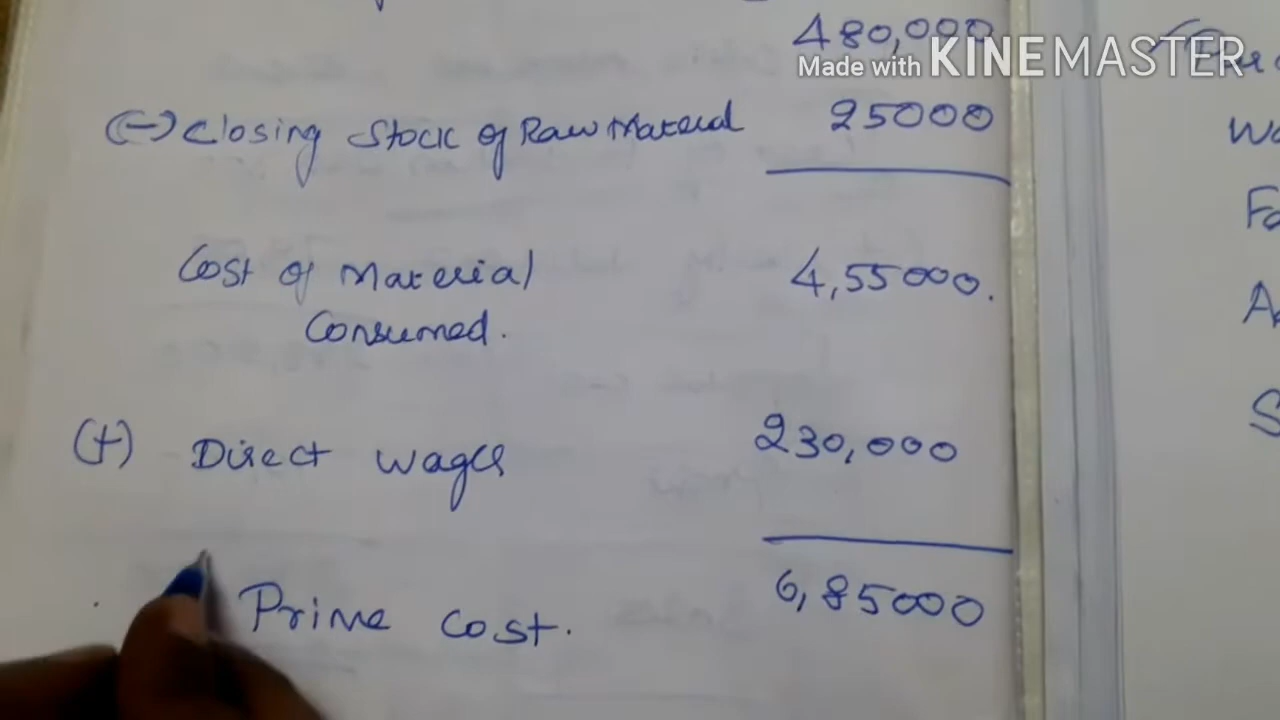 480,000
Made with KINEMASTER
(-) Closing Stock of Raw Material 25000
Cost of Material 4,55000.
Consumed.
(+) Direct wages 230,000
Prime Cost. 6,85000